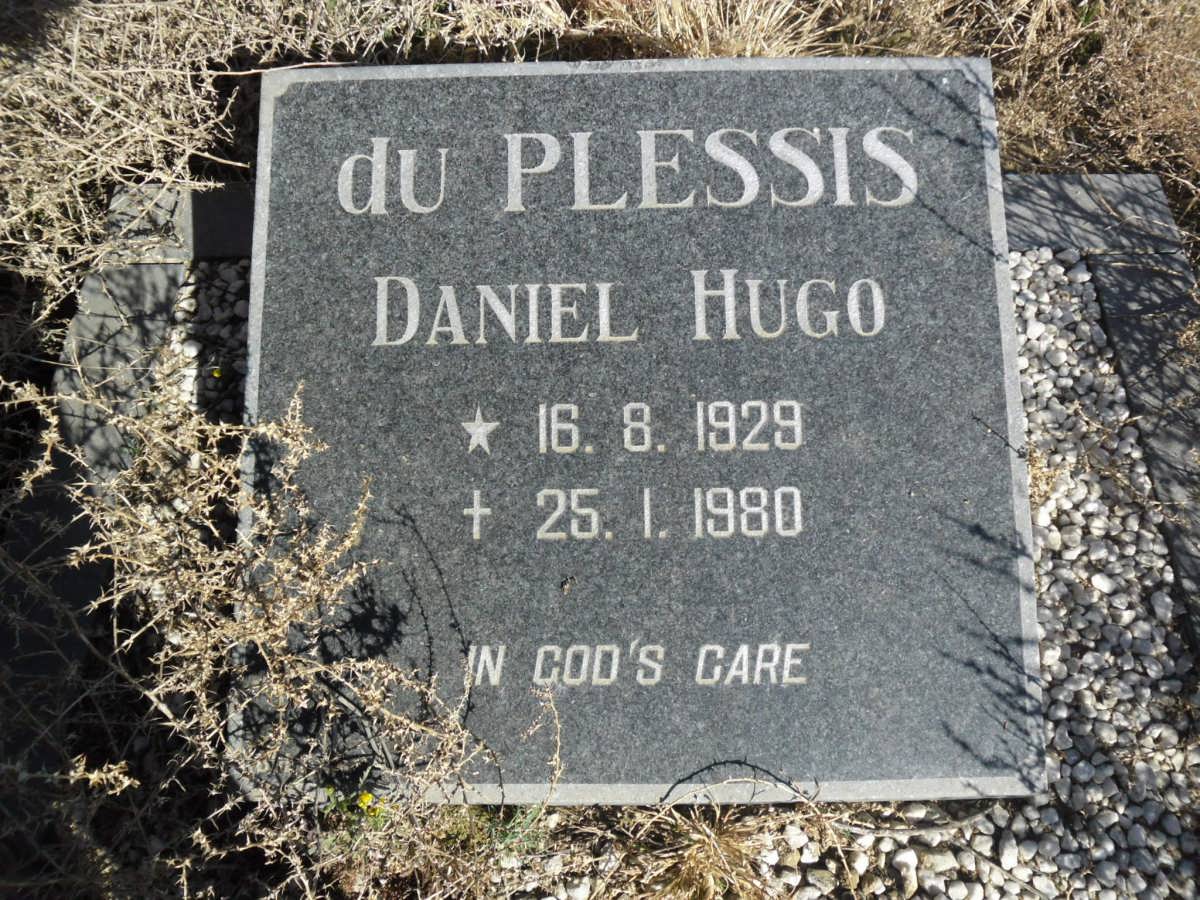 du PLESSIS
DANIEL HUGO
★ 16. 8. 1929
† 25. 1. 1980
IN GOD'S CARE